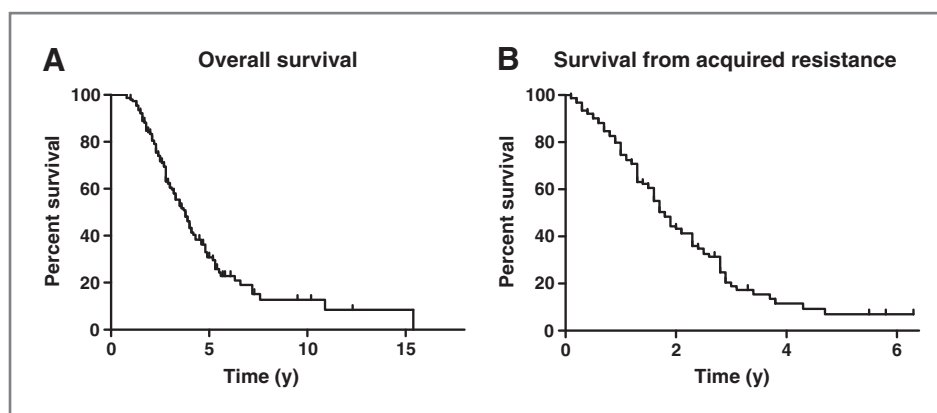 A Overall survival
100
80
60
40
20
0
Percent survival
0 5 10 15
Time (y)
B Survival from acquired resistance
100
80
60
40
20
0
Percent survival
0 2 4 6
Time (y)